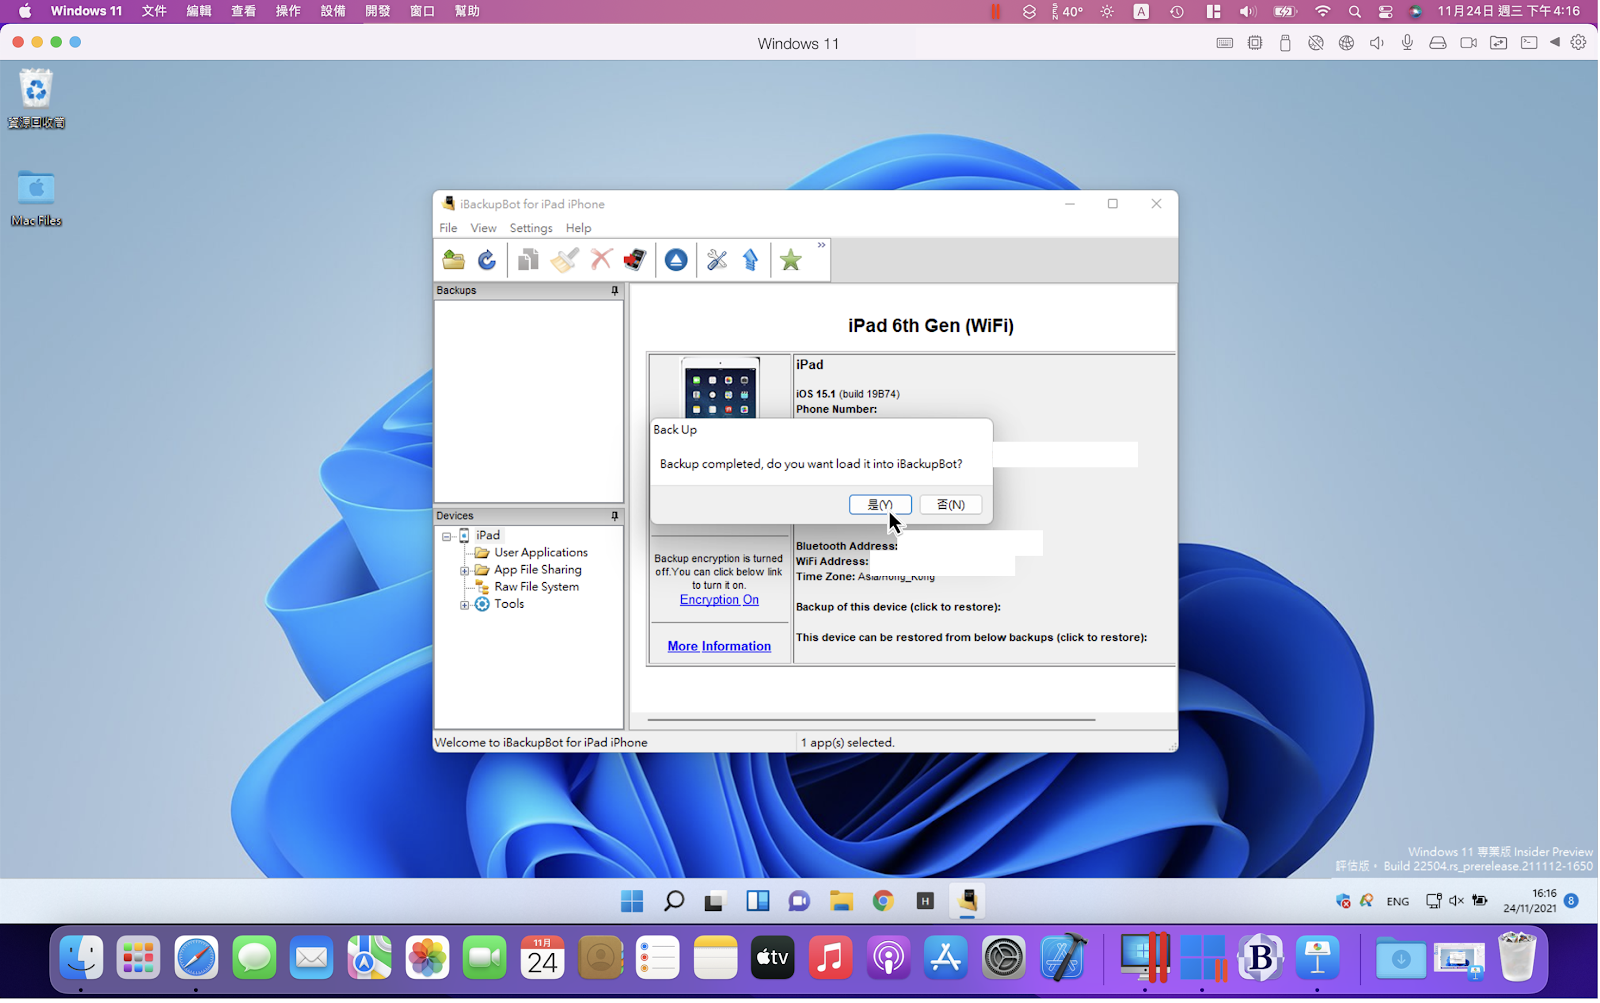 Windows 11 文件 編輯 查看 操作 設備 開發 窗口 幫助
SEN 40° A 11月24日 週三 下午4:16
Windows 11
資源回收筒
Mac Files
iBackupBot for iPad iPhone
File View Settings Help
»
Backups
iPad 6th Gen (WiFi)
iPad
iOS 15.1 (build 19B74)
Phone Number:
Back Up
Backup completed, do you want load it into iBackupBot?
是(Y) 否(N)
Devices
iPad
User Applications
App File Sharing
Raw File System
Tools
Backup encryption is turned
off.You can click below link
to turn it on.
Encryption On
More Information
Bluetooth Address:
WiFi Address:
Time Zone: Asia/Hong_Kong
Backup of this device (click to restore):
This device can be restored from below backups (click to restore):
Welcome to iBackupBot for iPad iPhone
1 app(s) selected.
Windows 11 專業版 Insider Preview
評估版。 Build 22504.rs_prerelease.211112-1650
H
ENG
16:16
24/11/2021
8
11月
24
tv
B